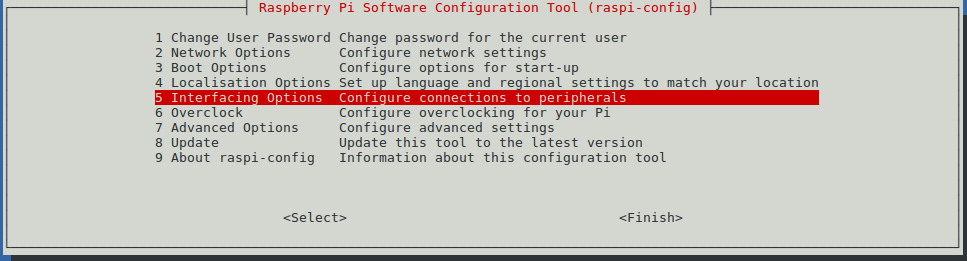 Raspberry Pi Software Configuration Tool (raspi-config)
1 Change User Password Change password for the current user
2 Network Options Configure network settings
3 Boot Options Configure options for start-up
4 Localisation Options Set up language and regional settings to match your location
5 Interfacing Options Configure connections to peripherals
6 Overclock Configure overclocking for your Pi
7 Advanced Options Configure advanced settings
8 Update Update this tool to the latest version
9 About raspi-config Information about this configuration tool
<Select> <Finish>